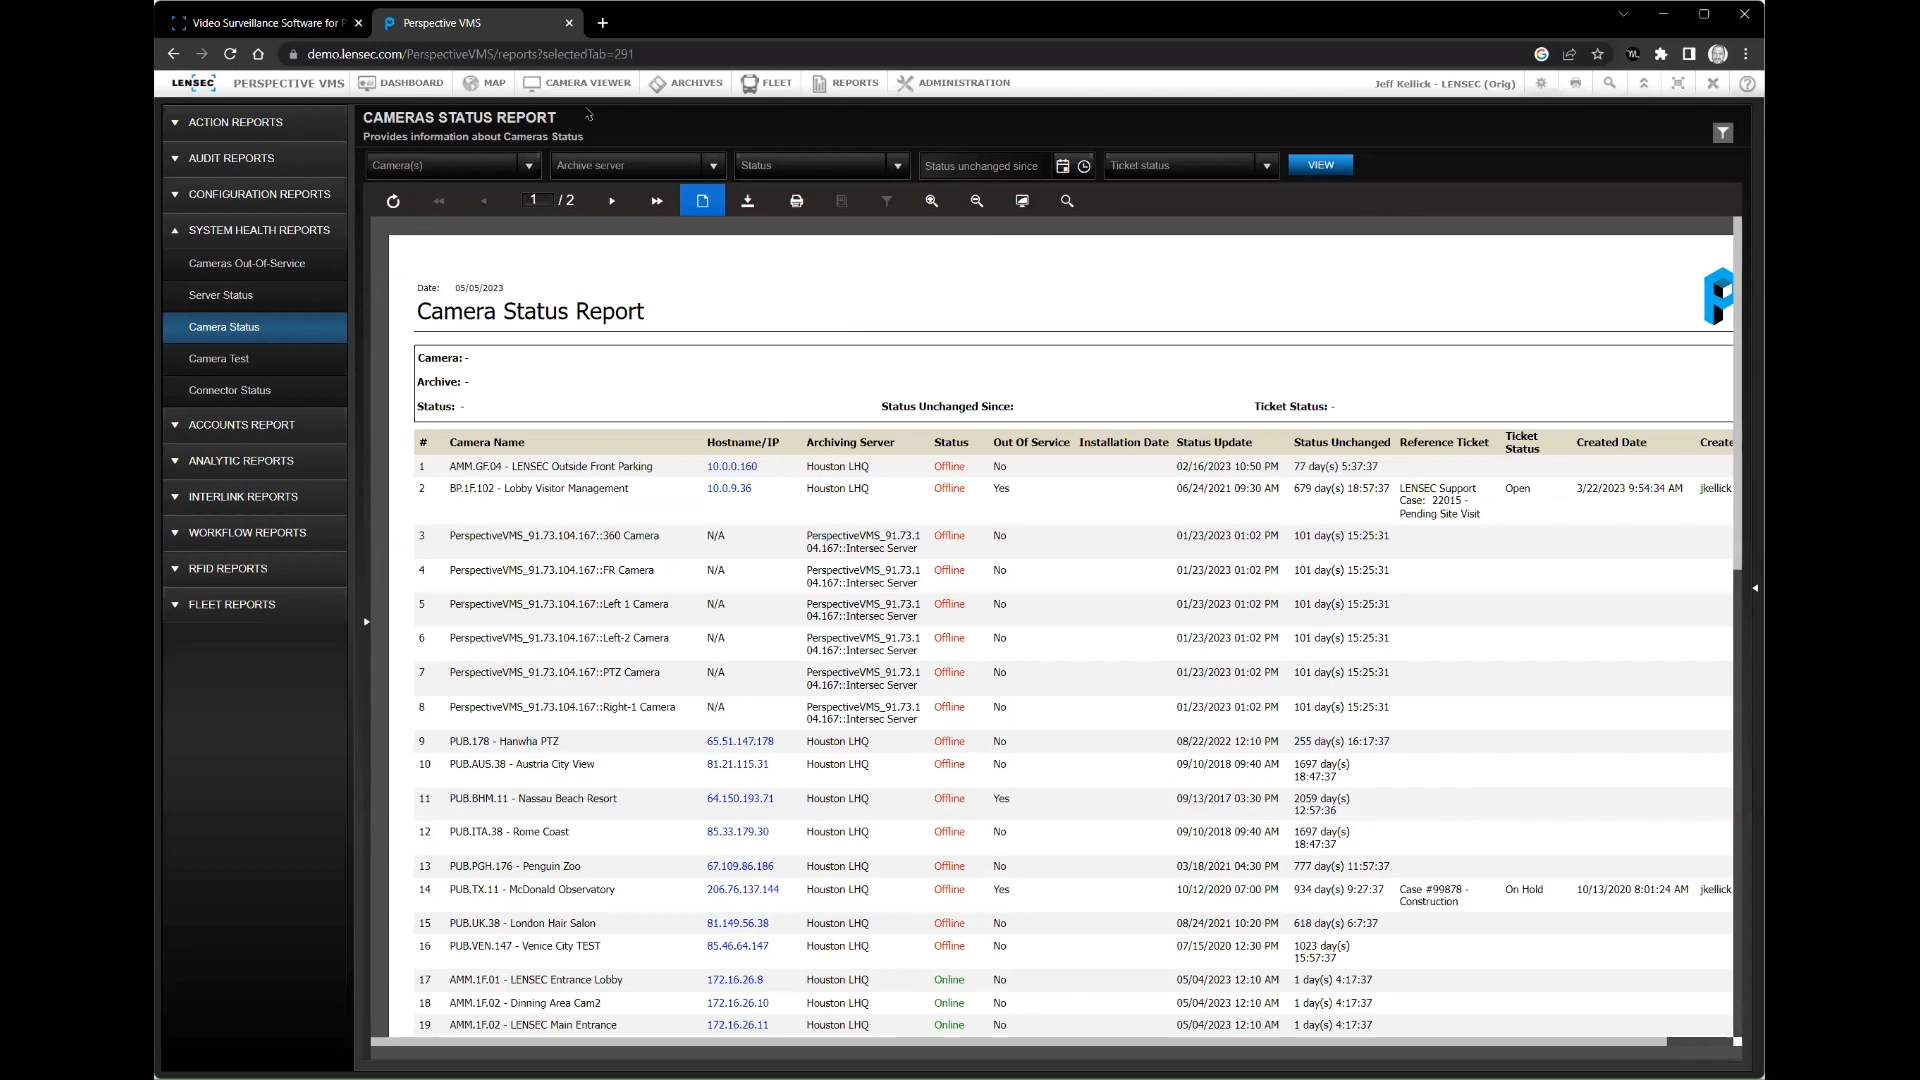 Video Surveillance Software for P
Perspective VMS
demo.lensec.com/PerspectiveVMS/reports?selectedTab=291
LENSEC PERSPECTIVE VMS DASHBOARD MAP CAMERA VIEWER ARCHIVES FLEET REPORTS ADMINISTRATION Jeff Kellick - LENSEC (Orig)
ACTION REPORTS
AUDIT REPORTS
CONFIGURATION REPORTS
SYSTEM HEALTH REPORTS
Cameras Out-Of-Service
Server Status
Camera Status
Camera Test
Connector Status
ACCOUNTS REPORT
ANALYTIC REPORTS
INTERLINK REPORTS
WORKFLOW REPORTS
RFID REPORTS
FLEET REPORTS
CAMERAS STATUS REPORT
Provides information about Cameras Status
Camera(s) Archive server Status Status unchanged since Ticket status VIEW
1 / 2
Date: 05/05/2023
Camera Status Report
Camera: -
Archive: -
Status: - Status Unchanged Since: Ticket Status: -
# Camera Name Hostname/IP Archiving Server Status Out Of Service Installation Date Status Update Status Unchanged Reference Ticket Ticket Status Created Date Create
1 AMM.GF.04 - LENSEC Outside Front Parking 10.0.0.160 Houston LHQ Offline No 02/16/2023 10:50 PM 77 day(s) 5:37:37
2 BP.1F.102 - Lobby Visitor Management 10.0.9.36 Houston LHQ Offline Yes 06/24/2021 09:30 AM 679 day(s) 18:57:37 LENSEC Support Open 3/22/2023 9:54:34 AM jkellick
Case: 22015 -
Pending Site Visit
3 PerspectiveVMS_91.73.104.167::360 Camera N/A PerspectiveVMS_91.73.1 Offline No 01/23/2023 01:02 PM 101 day(s) 15:25:31
04.167::Intersec Server
4 PerspectiveVMS_91.73.104.167::FR Camera N/A PerspectiveVMS_91.73.1 Offline No 01/23/2023 01:02 PM 101 day(s) 15:25:31
04.167::Intersec Server
5 PerspectiveVMS_91.73.104.167::Left 1 Camera N/A PerspectiveVMS_91.73.1 Offline No 01/23/2023 01:02 PM 101 day(s) 15:25:31
04.167::Intersec Server
6 PerspectiveVMS_91.73.104.167::Left-2 Camera N/A PerspectiveVMS_91.73.1 Offline No 01/23/2023 01:02 PM 101 day(s) 15:25:31
04.167::Intersec Server
7 PerspectiveVMS_91.73.104.167::PTZ Camera N/A PerspectiveVMS_91.73.1 Offline No 01/23/2023 01:02 PM 101 day(s) 15:25:31
04.167::Intersec Server
8 PerspectiveVMS_91.73.104.167::Right-1 Camera N/A PerspectiveVMS_91.73.1 Offline No 01/23/2023 01:02 PM 101 day(s) 15:25:31
04.167::Intersec Server
9 PUB.178 - Hanwha PTZ 65.51.147.178 Houston LHQ Offline No 08/22/2022 12:10 PM 255 day(s) 16:17:37
10 PUB.AUS.38 - Austria City View 81.21.115.31 Houston LHQ Offline No 09/10/2018 09:40 AM 1697 day(s)
18:47:37
11 PUB.BHM.11 - Nassau Beach Resort 64.150.193.71 Houston LHQ Offline Yes 09/13/2017 03:30 PM 2059 day(s)
12:57:36
12 PUB.ITA.38 - Rome Coast 85.33.179.30 Houston LHQ Offline No 09/10/2018 09:40 AM 1697 day(s)
18:47:37
13 PUB.PGH.176 - Penguin Zoo 67.109.86.186 Houston LHQ Offline No 03/18/2021 04:30 PM 777 day(s) 11:57:37
14 PUB.TX.11 - McDonald Observatory 206.76.137.144 Houston LHQ Offline Yes 10/12/2020 07:00 PM 934 day(s) 9:27:37 Case #99878 - On Hold 10/13/2020 8:01:24 AM jkellick
Construction
15 PUB.UK.38 - London Hair Salon 81.149.56.38 Houston LHQ Offline No 08/24/2021 10:20 PM 618 day(s) 6:7:37
16 PUB.VEN.147 - Venice City TEST 85.46.64.147 Houston LHQ Offline No 07/15/2020 12:30 PM 1023 day(s)
15:57:37
17 AMM.1F.01 - LENSEC Entrance Lobby 172.16.26.8 Houston LHQ Online No 05/04/2023 12:10 AM 1 day(s) 4:17:37
18 AMM.1F.02 - Dinning Area Cam2 172.16.26.10 Houston LHQ Online No 05/04/2023 12:10 AM 1 day(s) 4:17:37
19 AMM.1F.02 - LENSEC Main Entrance 172.16.26.11 Houston LHQ Online No 05/04/2023 12:10 AM 1 day(s) 4:17:37